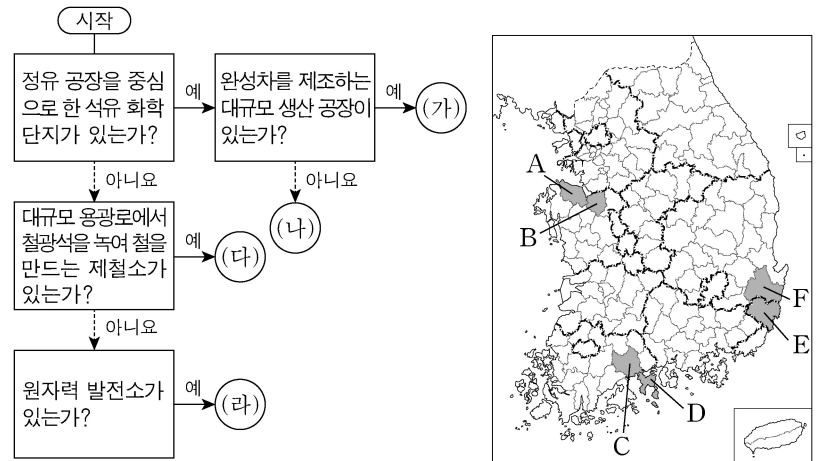 시작
정유 공장을 중심
으로 한 석유 화학
단지가 있는가?
예
완성차를 제조하는
대규모 생산 공장이
있는가?
예
(가)
아니요
아니요
(나)
대규모 용광로에서
철광석을 녹여 철을
만드는 제철소가
있는가?
예
(다)
아니요
원자력 발전소가
있는가?
예
(라)
A
B
C
D
E
F